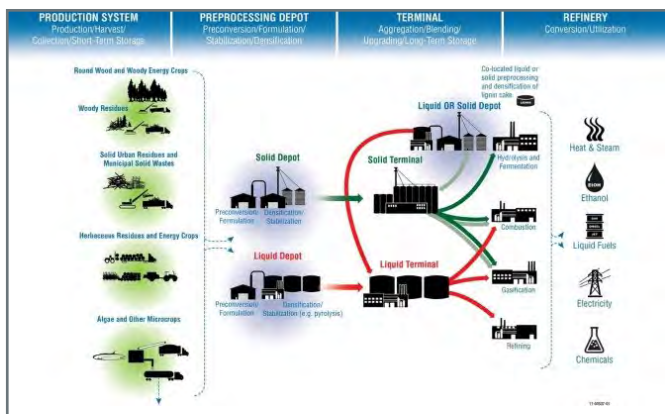 PRODUCTION SYSTEM
Production/Harvest/
Collection/Short-Term Storage
PREPROCESSING DEPOT
Preconversion/Formulation/
Stabilization/Densification
TERMINAL
Aggregation/Blending/
Upgrading/Long-Term Storage
REFINERY
Conversion/Utilization
Round Wood and Woody Energy Crops
Woody Residues
Solid Urban Residues and
Municipal Solid Wastes
Herbaceous Residues and Energy Crops
Algae and Other Microcrops
Solid Depot
Preconversion/
Formulation
Densification/
Stabilization
Liquid Depot
Preconversion/
Formulation
Densification/
Stabilization (e.g. pyrolysis)
Co-located liquid or
solid preprocessing and
densification of
lignin cake
Liquid OR Solid Depot
Solid Terminal
Liquid Terminal
Hydrolysis and
Fermentation
Combustion
Gasification
Refining
Heat & Steam
Ethanol
Liquid Fuels
Electricity
Chemicals